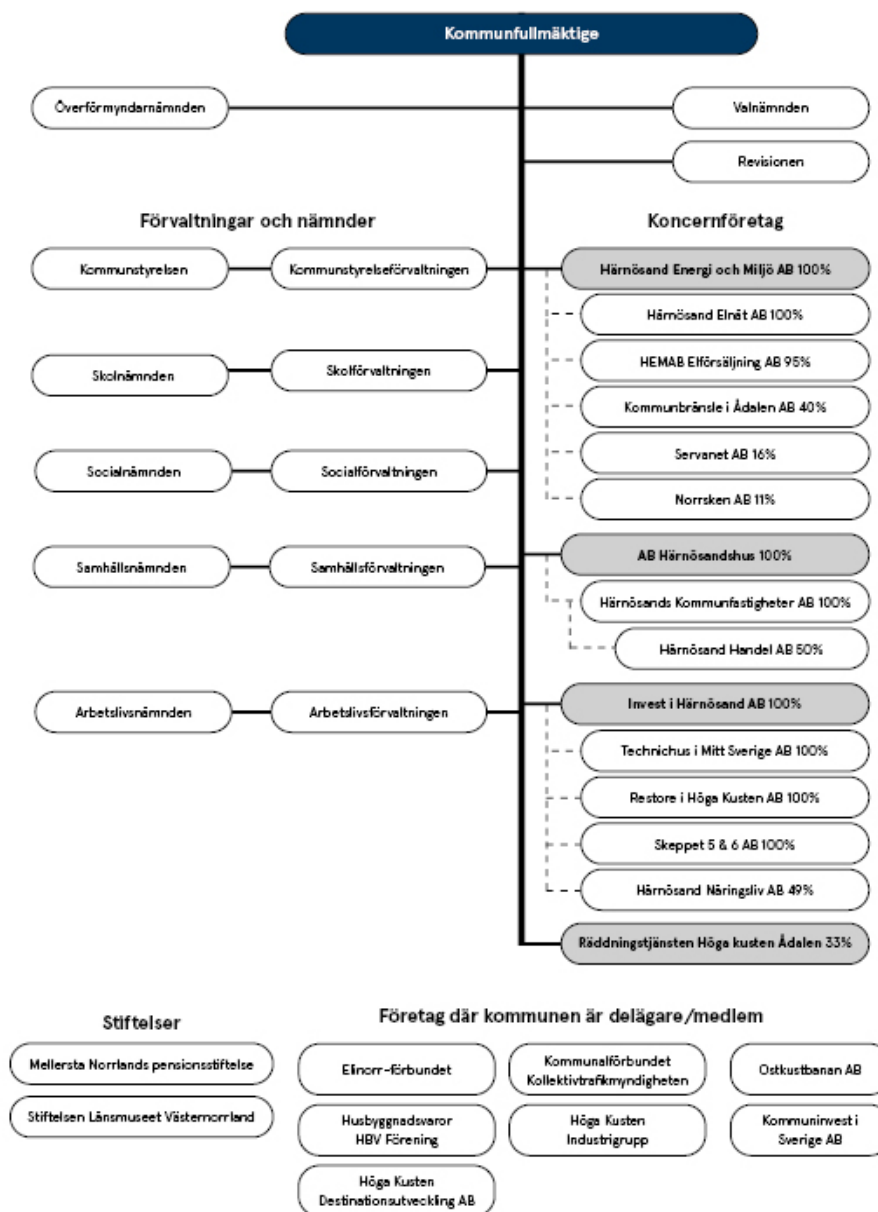 Kommunfullmäktige
Överförmyndarnämnden
Valnämnden
Revisionen
Förvaltningar och nämnder
Koncernföretag
Kommunstyrelsen
Kommunstyrelseförvaltningen
Härnösand Energi och Miljö AB 100%
Härnösand Elnät AB 100%
HEMAB Elförsäljning AB 95%
Skolnämnden
Skolförvaltningen
Kommunbränsle i Ådalen AB 40%
Servanet AB 16%
Socialnämnden
Socialförvaltningen
Norrsken AB 11%
AB Härnösandshus 100%
Samhällsnämnden
Samhällsförvaltningen
Härnösands Kommunfastigheter AB 100%
Härnösand Handel AB 50%
Arbetslivsnämnden
Arbetslivsförvaltningen
Invest i Härnösand AB 100%
Technichus i Mitt Sverige AB 100%
Restore i Höga Kusten AB 100%
Skeppet 5 & 6 AB 100%
Härnösand Näringsliv AB 49%
Räddningstjänsten Höga kusten Ådalen 33%
Stiftelser
Mellersta Norrlands pensionsstiftelse
Stiftelsen Länsmuseet Västernorrland
Företag där kommunen är delägare/medlem
Elinorr-förbundet
Kommunalförbundet
Kollektivtrafikmyndigheten
Ostkustbanan AB
Husbyggnadsvaror
HBV Förening
Höga Kusten
Industrigrupp
Kommuninvest i
Sverige AB
Höga Kusten
Destinationsutveckling AB